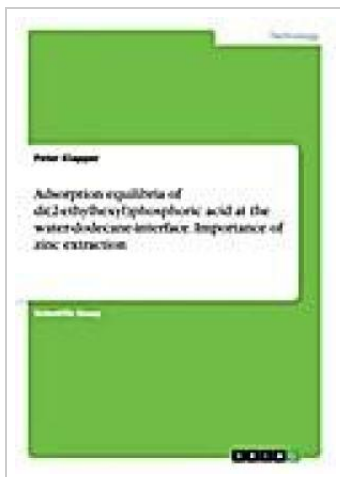 Technology
Peter Klapper
Adsorption equilibria of
di(2-ethylhexyl)phosphoric acid at the
water-dodecane-interface. Importance of
zinc extraction
Scientific Essay
GRIN